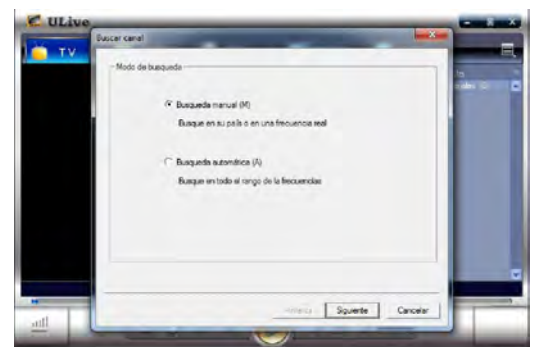 ULive
Buscar canal
TV
Modo de busqueda
Busqueda manual (M)
Busque en su país o en una frecuencia real
Busqueda automática (A)
Busque en todo el rango de la frecuencias
Siguiente
Cancelar